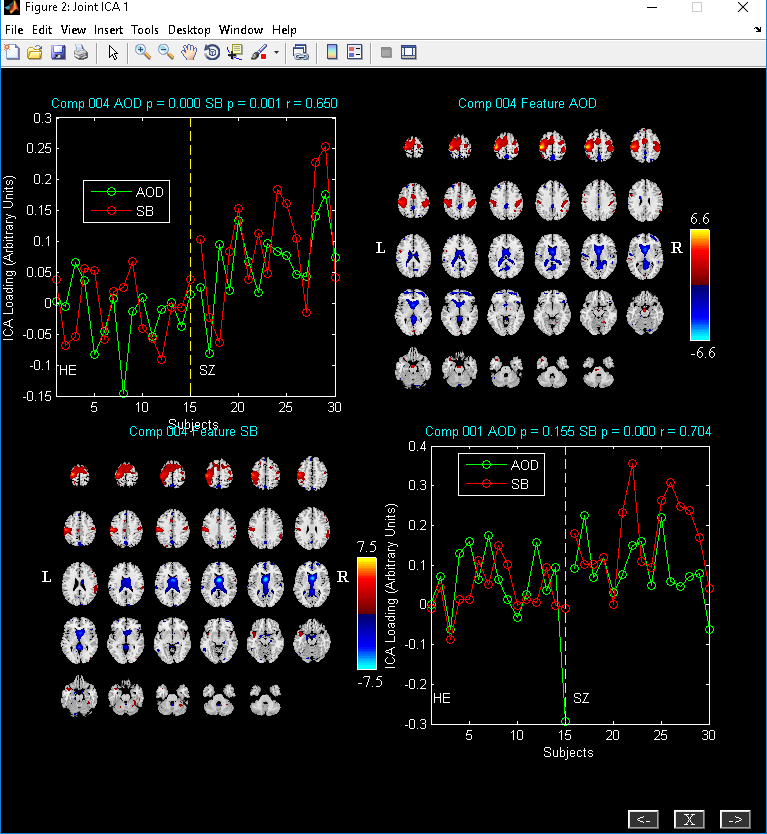 Figure 2: Joint ICA 1
File Edit View Insert Tools Desktop Window Help
Comp 004 AOD p = 0.000 SB p = 0.001 r = 0.650
ICA Loading (Arbitrary Units)
0.3
0.25
0.2
0.15
0.1
0.05
0
-0.05
-0.1
-0.15
AOD
SB
HE
SZ
5 10 15 20 25 30
Subjects
Comp 004 Feature AOD
L
R
6.6
-6.6
Comp 004 Feature SB
L
R
7.5
-7.5
Comp 001 AOD p = 0.155 SB p = 0.000 r = 0.704
ICA Loading (Arbitrary Units)
0.4
0.3
0.2
0.1
0
-0.1
-0.2
-0.3
AOD
SB
HE
SZ
5 10 15 20 25 30
Subjects
<- X ->